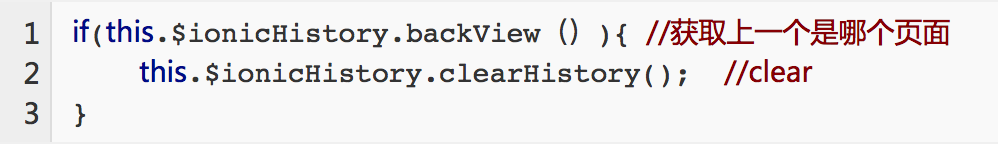 1 if(this.$ionicHistory.backView () ){ //获取上一个是哪个页面
2 this.$ionicHistory.clearHistory(); //clear
3 }